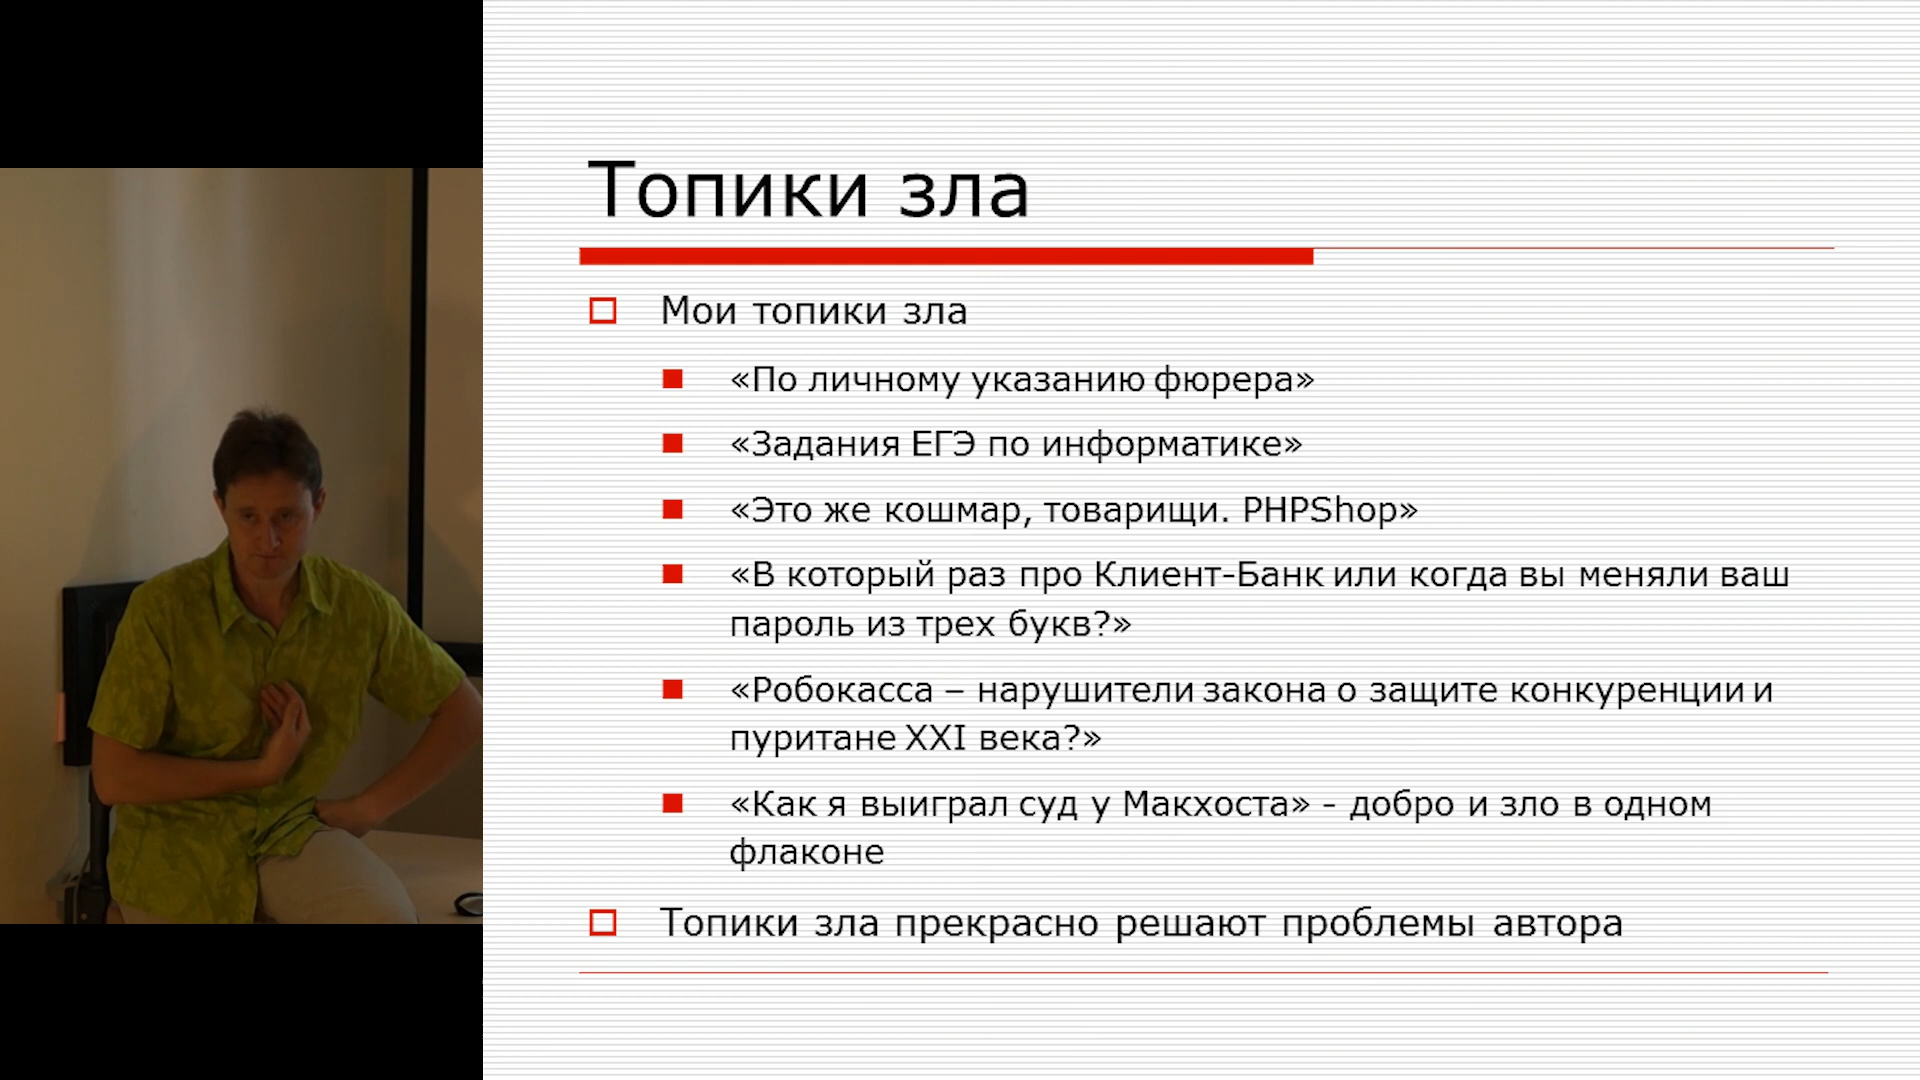 Топики зла
Мои топики зла
«По личному указанию фюрера»
«Задания ЕГЭ по информатике»
«Это же кошмар, товарищи. PHPShop»
«В который раз про Клиент-Банк или когда вы меняли ваш
пароль из трех букв?»
«Робокасса – нарушители закона о защите конкуренции и
пуритане XXI века?»
«Как я выиграл суд у Макхоста» - добро и зло в одном
флаконе
Топики зла прекрасно решают проблемы автора